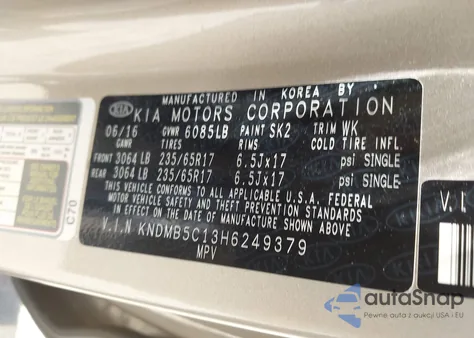 MANUFACTURED IN KOREA BY
KIA KIA MOTORS CORPORATION
06/16 GVWR 6085LB PAINT SK2 TRIM WK
GAWR TIRES RIMS COLD TIRE INFL.
FRONT 3064 LB 235/65R17 6.5Jx17 psi SINGLE
REAR 3064 LB 235/65R17 6.5Jx17 psi SINGLE
THIS VEHICLE CONFORMS TO ALL APPLICABLE U.S.A. FEDERAL
MOTOR VEHICLE SAFETY AND THEFT PREVENTION STANDARDS IN
EFFECT ON THE DATE OF MANUFACTURE SHOWN ABOVE.
V.I.N KNDMB5C13H6249379
MPV
C70
V.I
autaSnap
Pewne auta z aukcji USA i EU